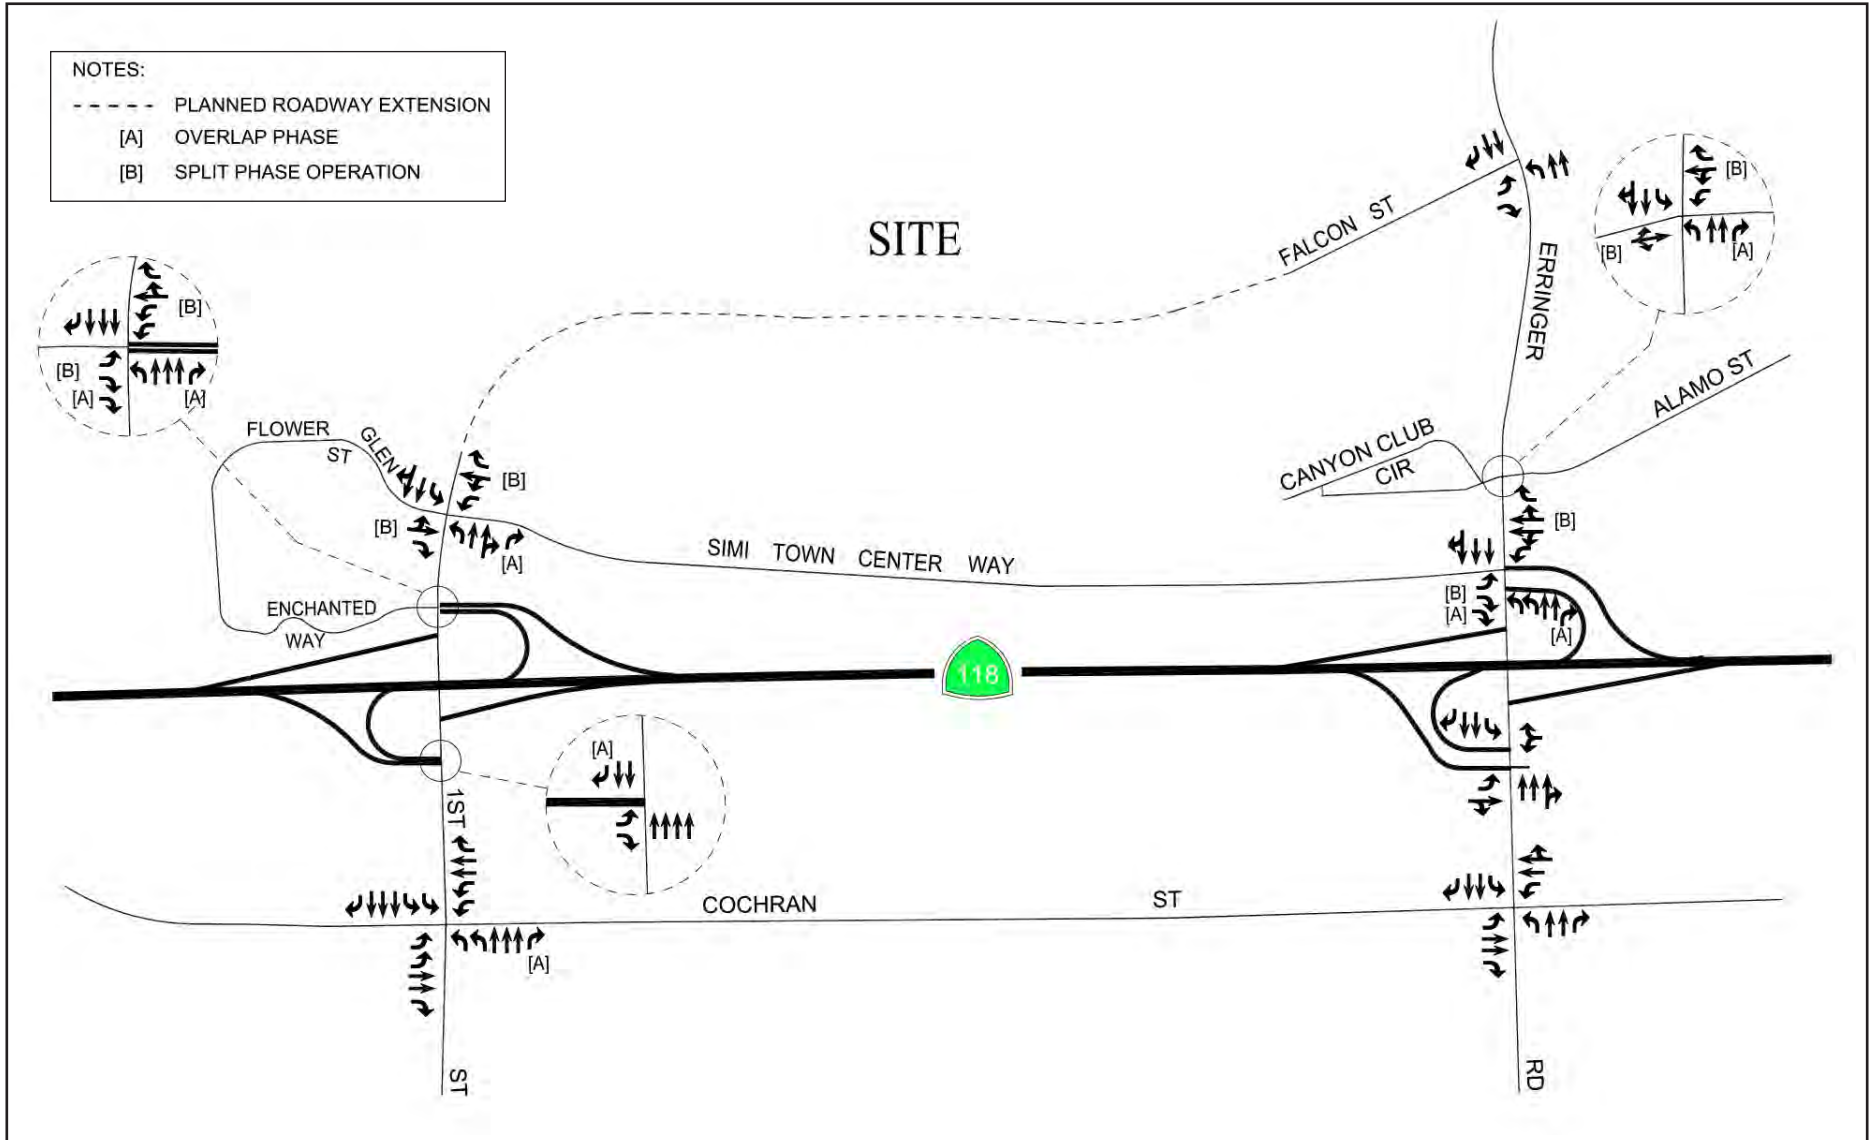 NOTES:
PLANNED ROADWAY EXTENSION
[A] OVERLAP PHASE
[B] SPLIT PHASE OPERATION
SITE
FALCON ST
ERRINGER
[B]
[B]
[A]
[B]
[B]
[A]
[A]
FLOWER
ST
GLEN
[B]
[B]
[A]
CANYON CLUB
CIR
ALAMO ST
SIMI TOWN CENTER WAY
[B]
[B]
[A]
[A]
ENCHANTED
WAY
118
[A]
1ST
COCHRAN ST
[A]
ST
RD